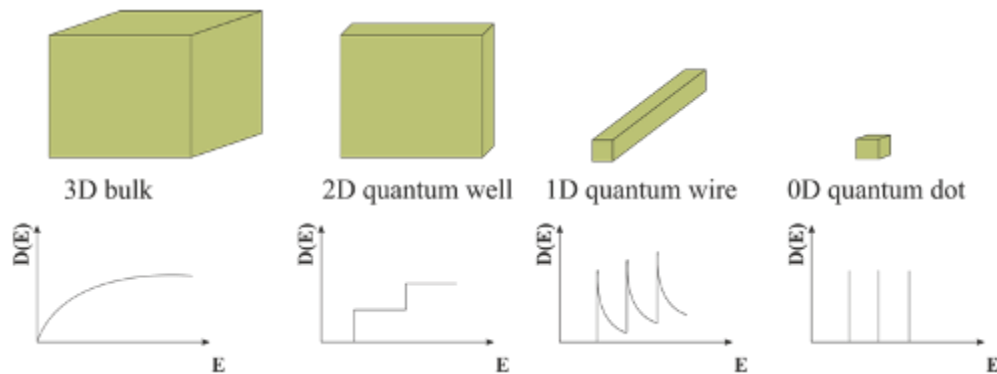 3D bulk
2D quantum well
1D quantum wire
0D quantum dot
D(E)
E
D(E)
E
D(E)
E
D(E)
E